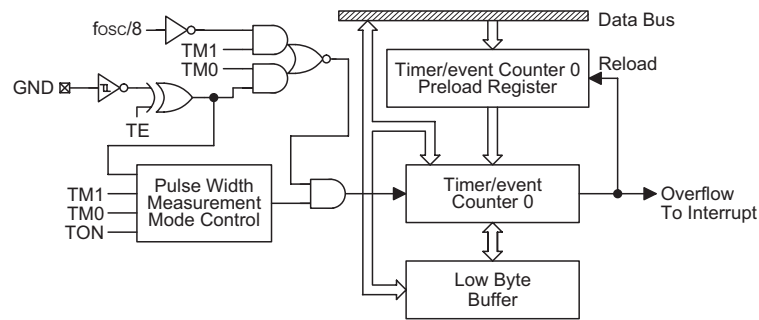 fosc/8
TM1
TM0
GND
TE
Data Bus
Timer/event Counter 0
Preload Register
Reload
TM1
TM0
TON
Pulse Width
Measurement
Mode Control
Timer/event
Counter 0
Overflow
To Interrupt
Low Byte
Buffer